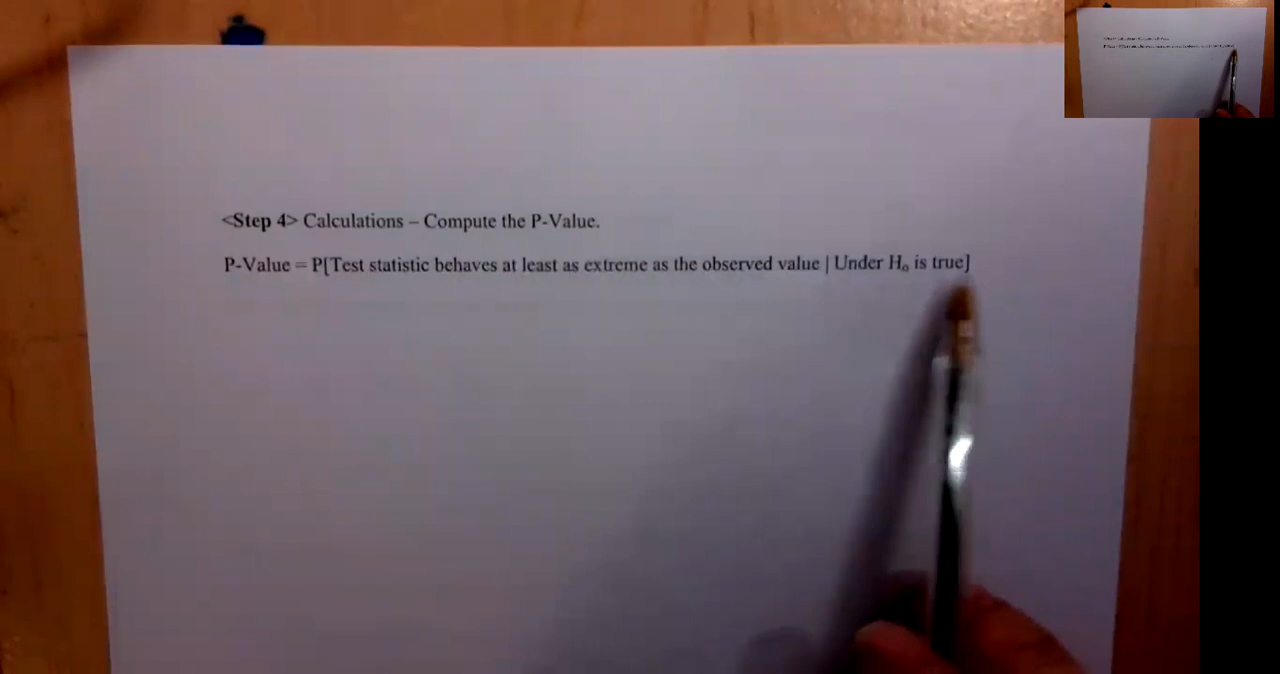 <Step 4> Calculations – Compute the P-Value.
P-Value = P[Test statistic behaves at least as extreme as the observed value | Under H₀ is true]